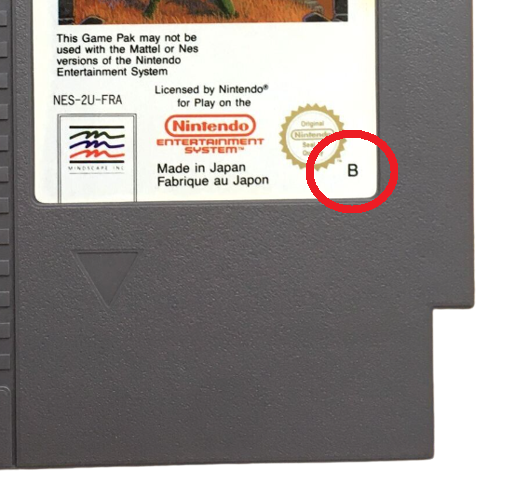 This Game Pak may not be
used with the Mattel or Nes
versions of the Nintendo
Entertainment System
NES-2U-FRA
Licensed by Nintendo®
for Play on the
Nintendo
ENTERTAINMENT
SYSTEM™
MINDSCAPE INC
Made in Japan
Fabrique au Japon
Original
Nintendo
Seal
B